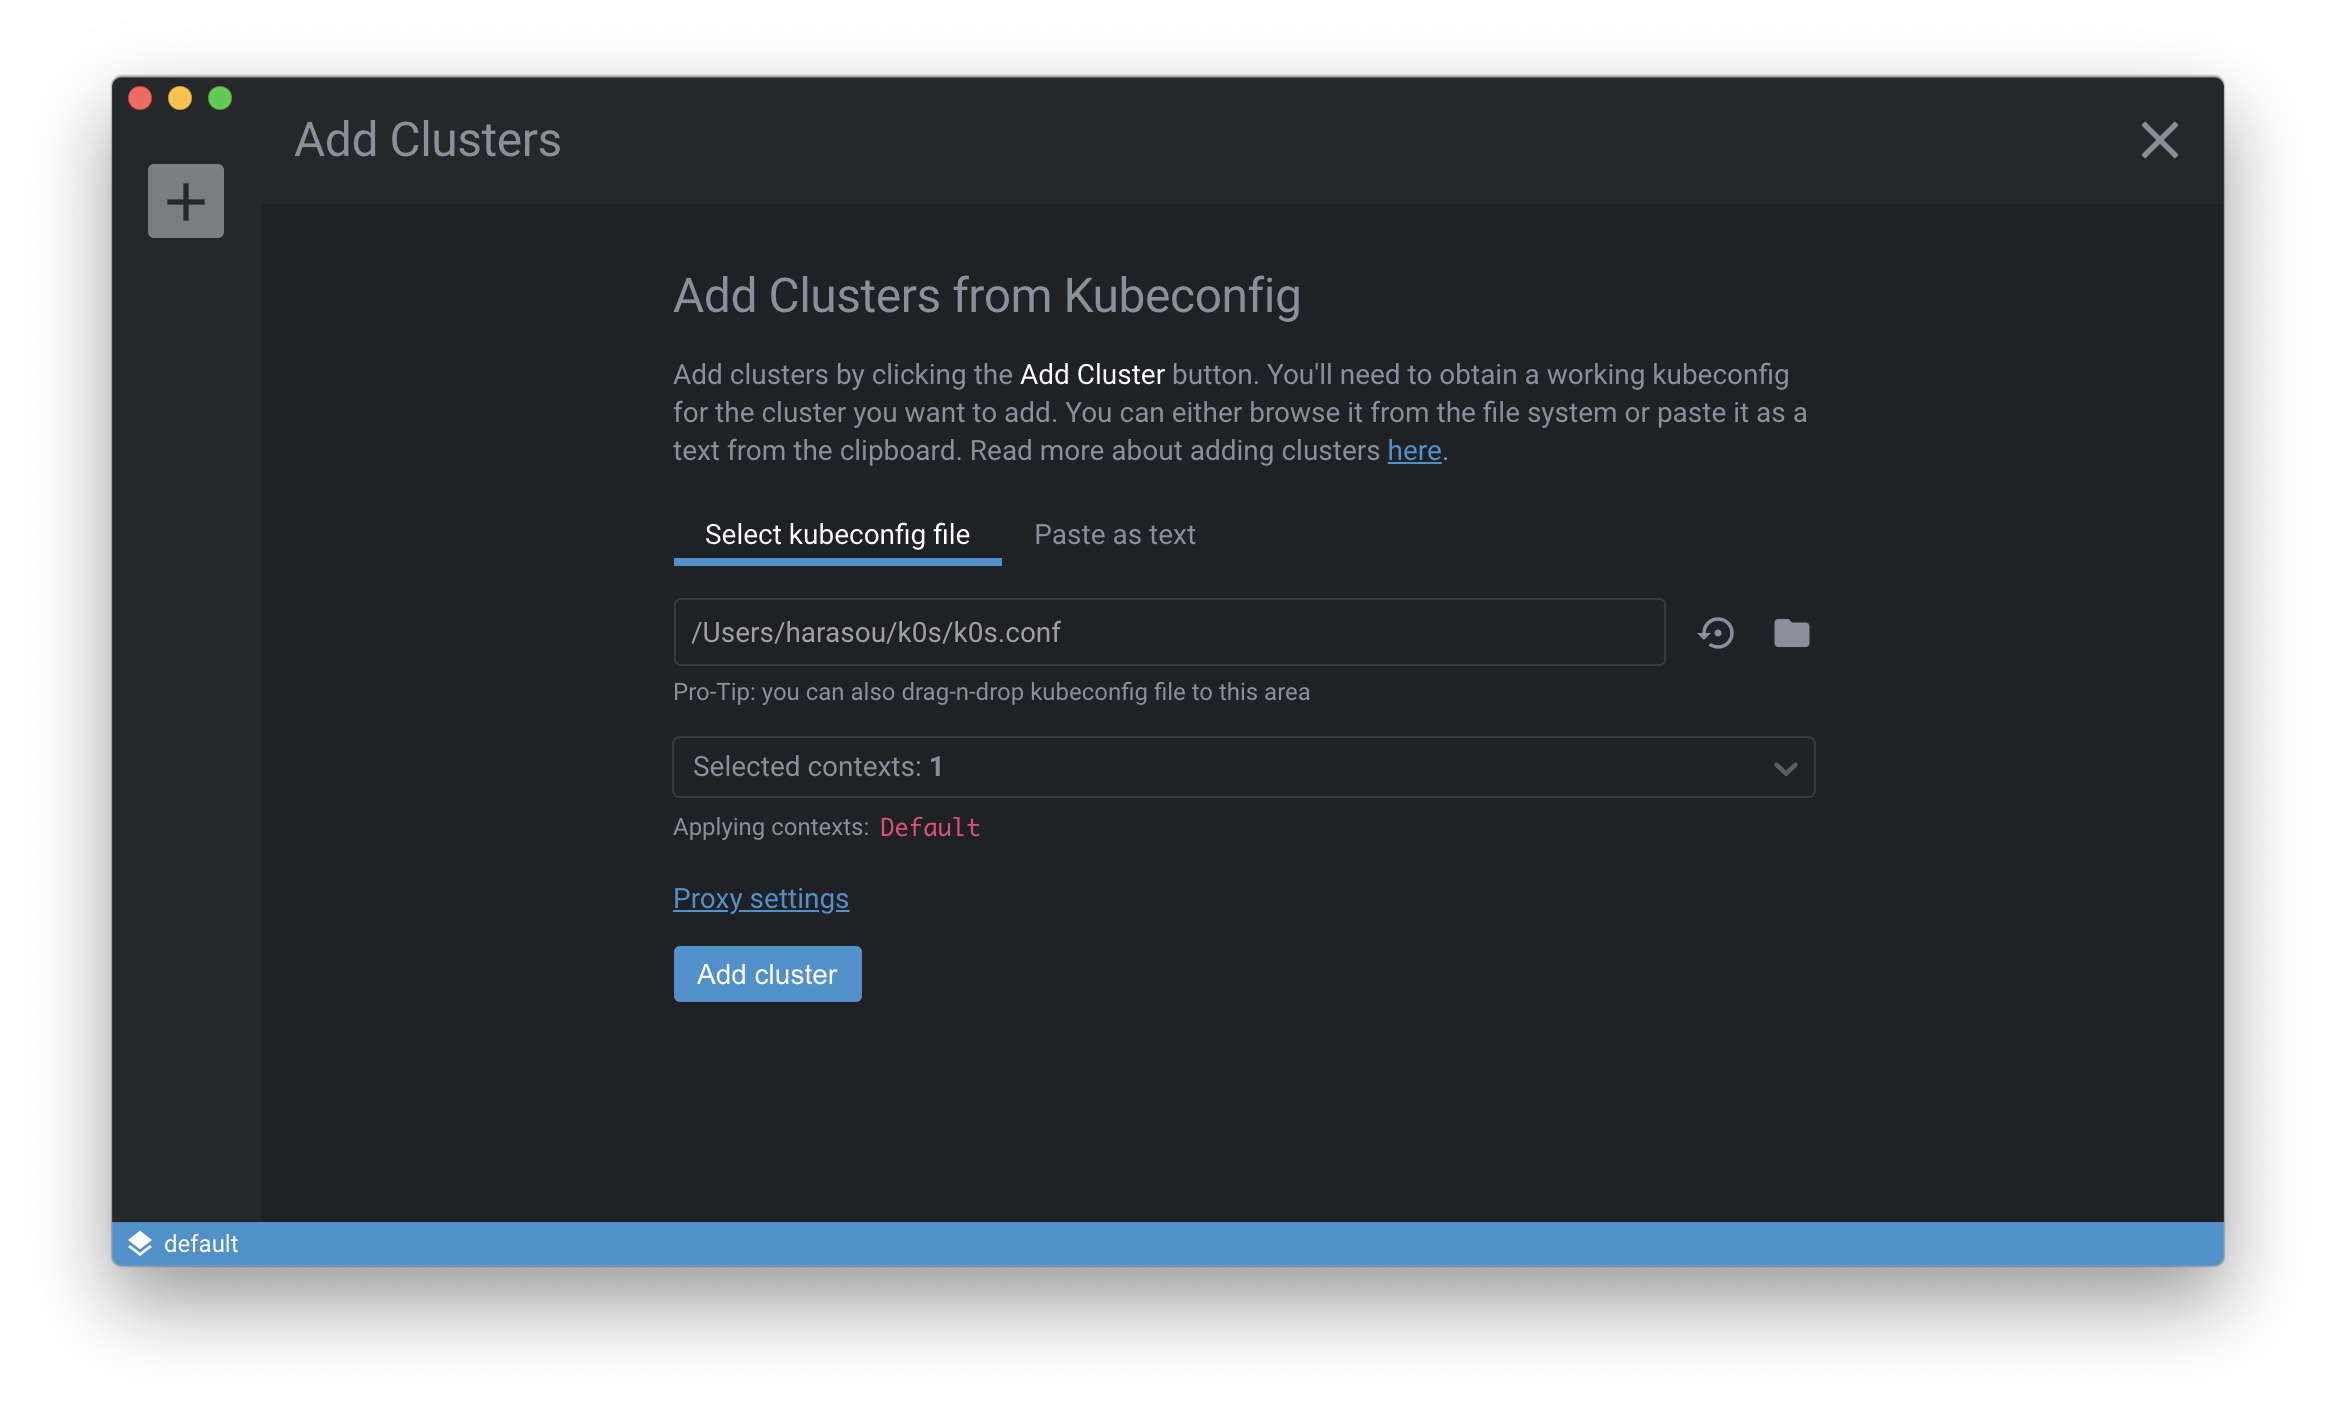 Add Clusters
Add Clusters from Kubeconfig
Add clusters by clicking the Add Cluster button. You'll need to obtain a working kubeconfig
for the cluster you want to add. You can either browse it from the file system or paste it as a
text from the clipboard. Read more about adding clusters here.
Select kubeconfig file
Paste as text
/Users/harasou/k0s/k0s.conf
Pro-Tip: you can also drag-n-drop kubeconfig file to this area
Selected contexts: 1
Applying contexts: Default
Proxy settings
Add cluster
default